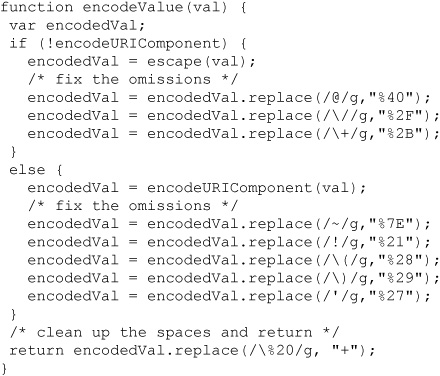 function encodeValue(val) {
 var encodedVal;
 if (!encodeURIComponent) {
   encodedVal = escape(val);
   /* fix the omissions */
   encodedVal = encodedVal.replace(/@/g,"%40");
   encodedVal = encodedVal.replace(/\//g,"%2F");
   encodedVal = encodedVal.replace(/\+/g,"%2B");
 }
 else {
   encodedVal = encodeURIComponent(val);
   /* fix the omissions */
   encodedVal = encodedVal.replace(/~/g,"%7E");
   encodedVal = encodedVal.replace(/!/g,"%21");
   encodedVal = encodedVal.replace(/\(/g,"%28");
   encodedVal = encodedVal.replace(/\)/g,"%29");
   encodedVal = encodedVal.replace(/'/g,"%27");
 }
 /* clean up the spaces and return */
 return encodedVal.replace(/\%20/g, "+");
}